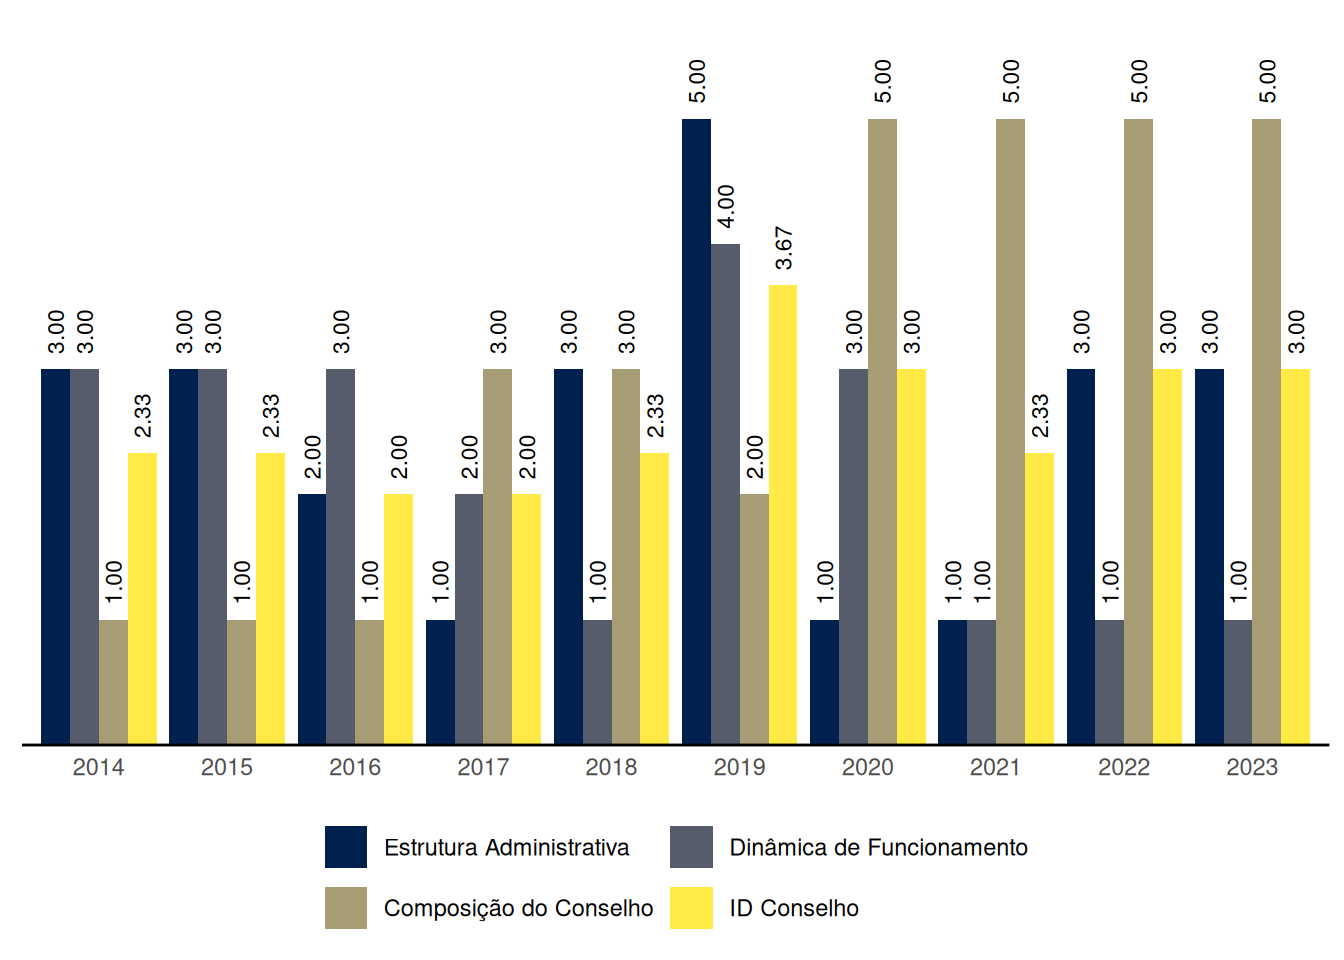 3.00 3.00 1.00 2.33
3.00 3.00 1.00 2.33
2.00 3.00 1.00 2.00
1.00 2.00 3.00 2.00
3.00 1.00 3.00 2.33
5.00 4.00 2.00 3.67
1.00 3.00 5.00 3.00
1.00 1.00 5.00 2.33
3.00 1.00 5.00 3.00
3.00 1.00 5.00 3.00
2014 2015 2016 2017 2018 2019 2020 2021 2022 2023
Estrutura Administrativa Dinâmica de Funcionamento
Composição do Conselho ID Conselho